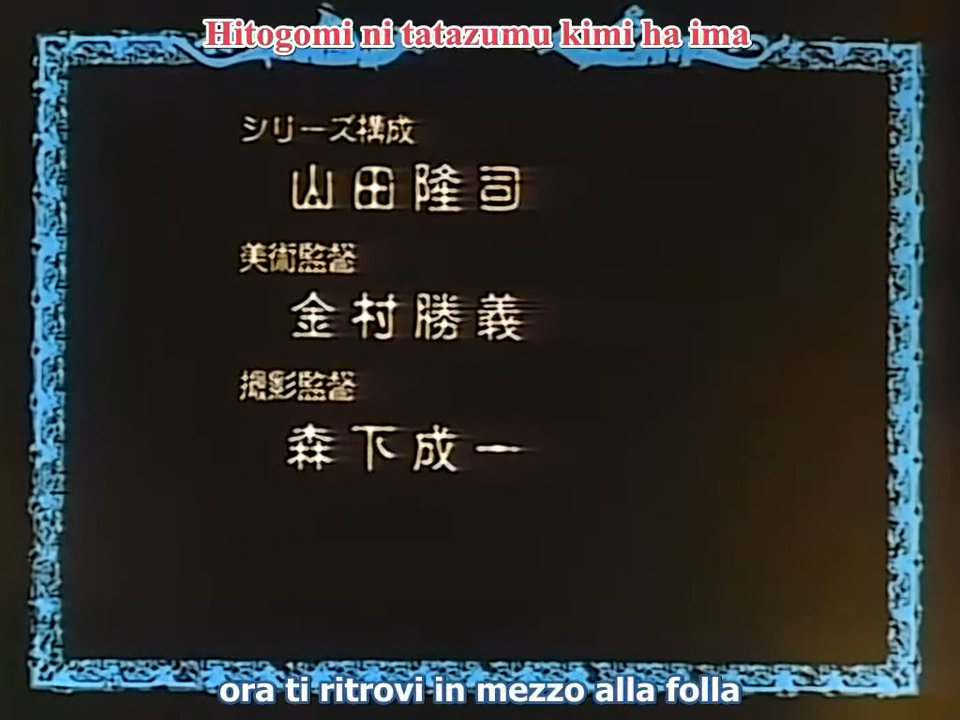 Hitogomi ni tatazumu kimi ha ima
シリーズ構成
山田隆司
美術監督
金村勝義
撮影監督
森下成一
ora ti ritrovi in mezzo alla folla